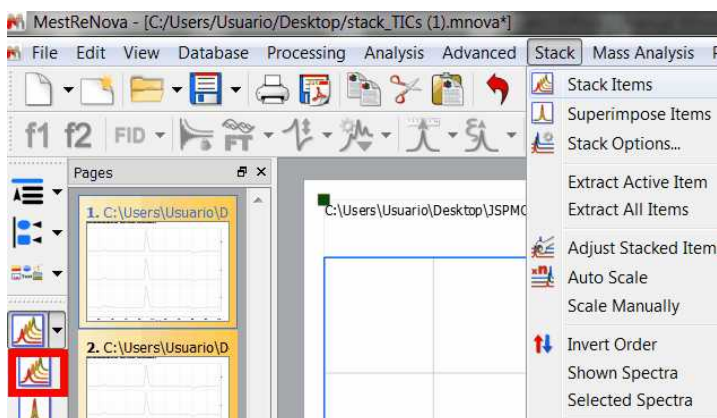 MestReNova - [C:/Users/Usuario/Desktop/stack_TICs (1).mnova*]
File Edit View Database Processing Analysis Advanced Stack Mass Analysis
Stack Items
Superimpose Items
f1 f2 FID
Stack Options...
Pages
Extract Active Item
1. C:\Users\Usuario\D
C:\Users\Usuario\Desktop\JSPMC
Extract All Items
Adjust Stacked Item
xn
Auto Scale
Scale Manually
2. C:\Users\Usuario\D
Invert Order
Shown Spectra
Selected Spectra